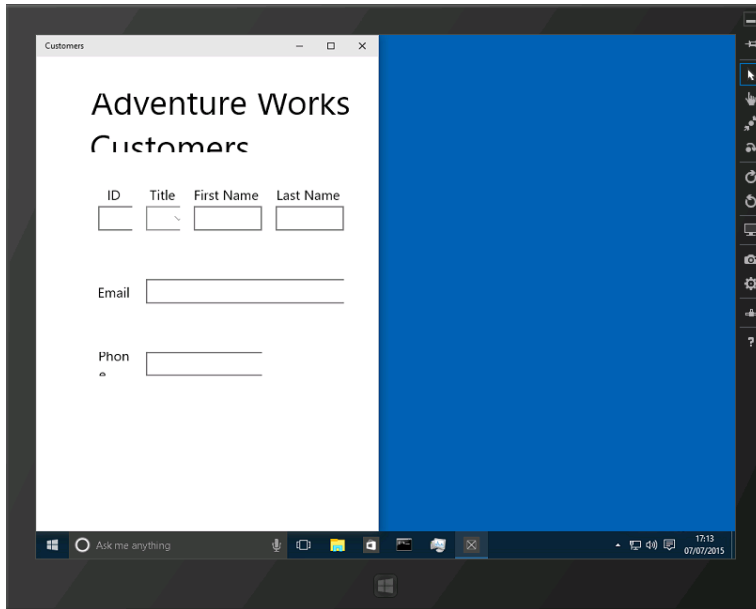 Customers
Adventure Works
Customers
ID Title First Name Last Name
Email
Phon
e
Ask me anything
17:13
07/07/2015
?